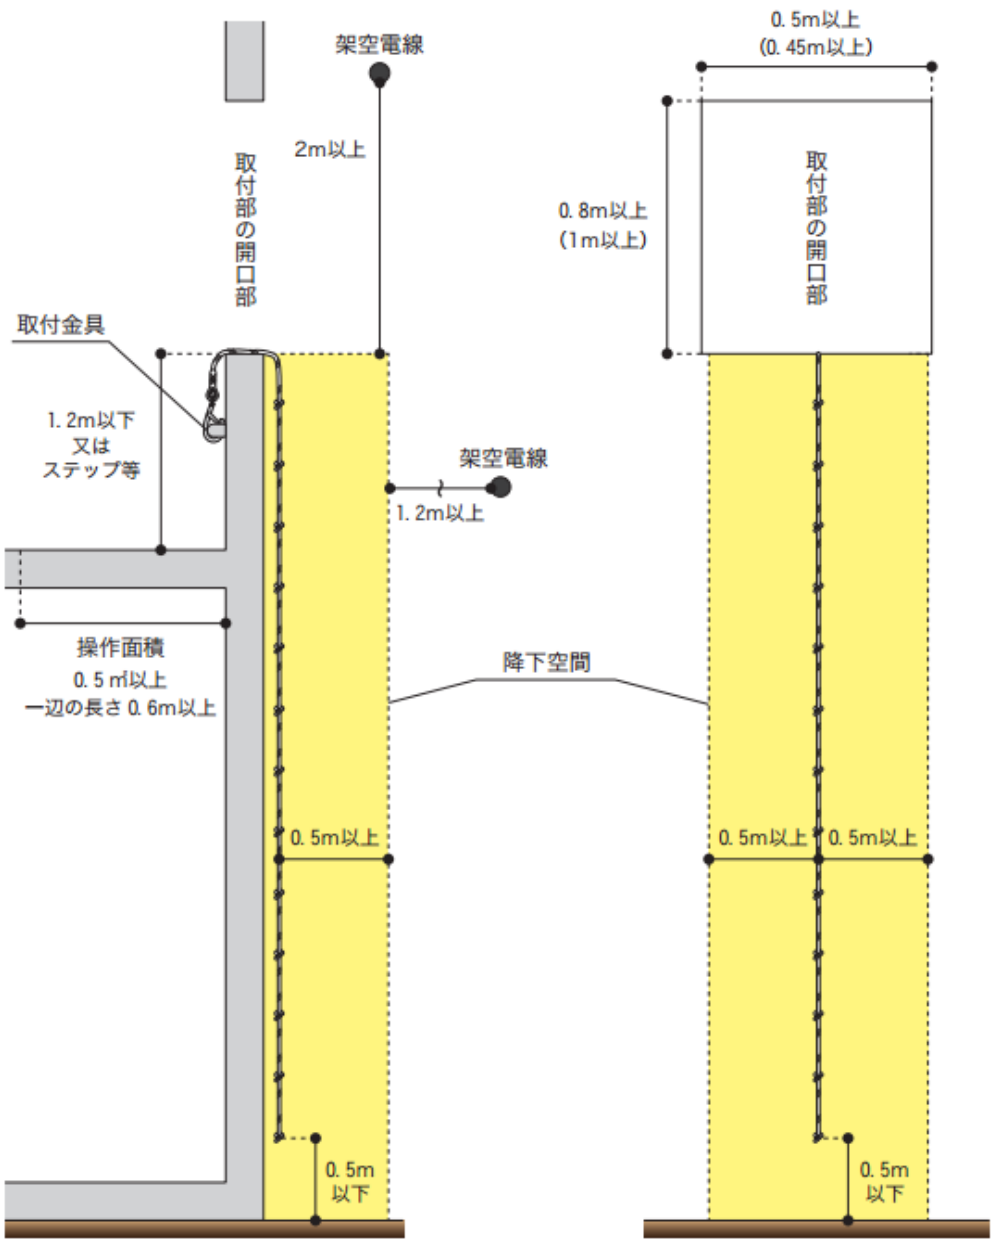 架空電線
2m以上
取付部の開口部
取付金具
1.2m以下
又は
ステップ等
架空電線
1.2m以上
操作面積
0.5㎡以上
一辺の長さ0.6m以上
0.5m以上
0.5m
以下
降下空間
0.5m以上
(0.45m以上)
0.8m以上
(1m以上)
取付部の開口部
0.5m以上
0.5m以上
0.5m
以下